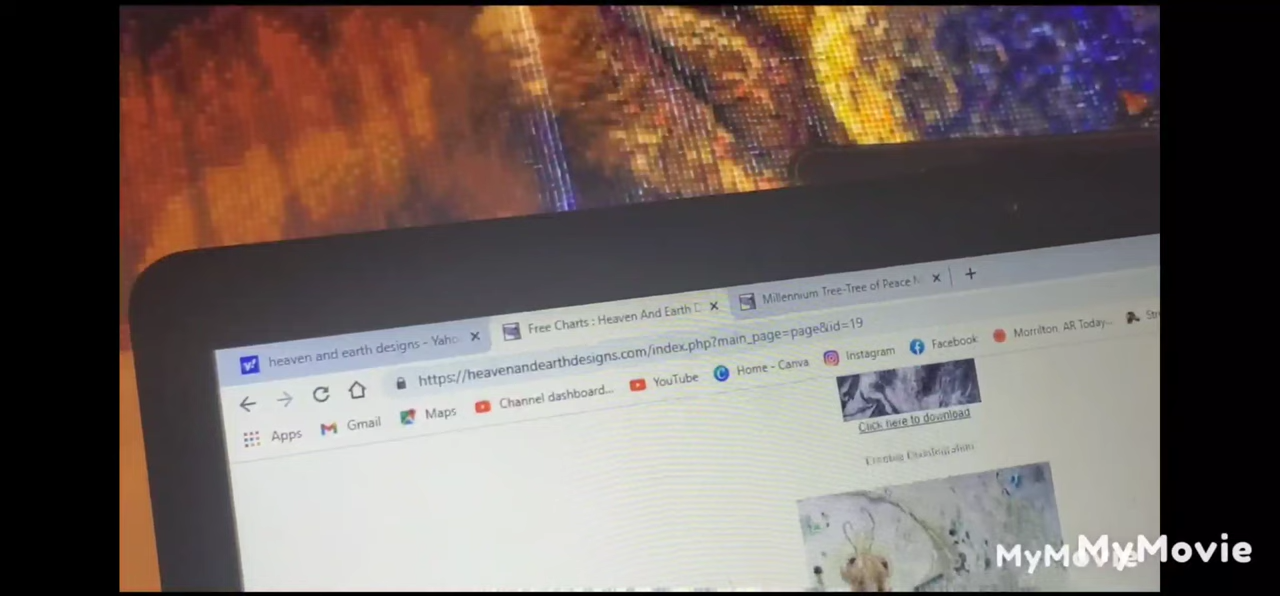 heaven and earth designs - Yaho
Free Charts : Heaven And Earth D
Millennium Tree-Tree of Peace
https://heavenandearthdesigns.com/index.php?main_page=page&id=19
Apps
Gmail
Maps
Channel dashboard...
YouTube
Home - Canva
Instagram
Facebook
Morrilton, AR Today...
Click here to download
MyMovie
MyMovie